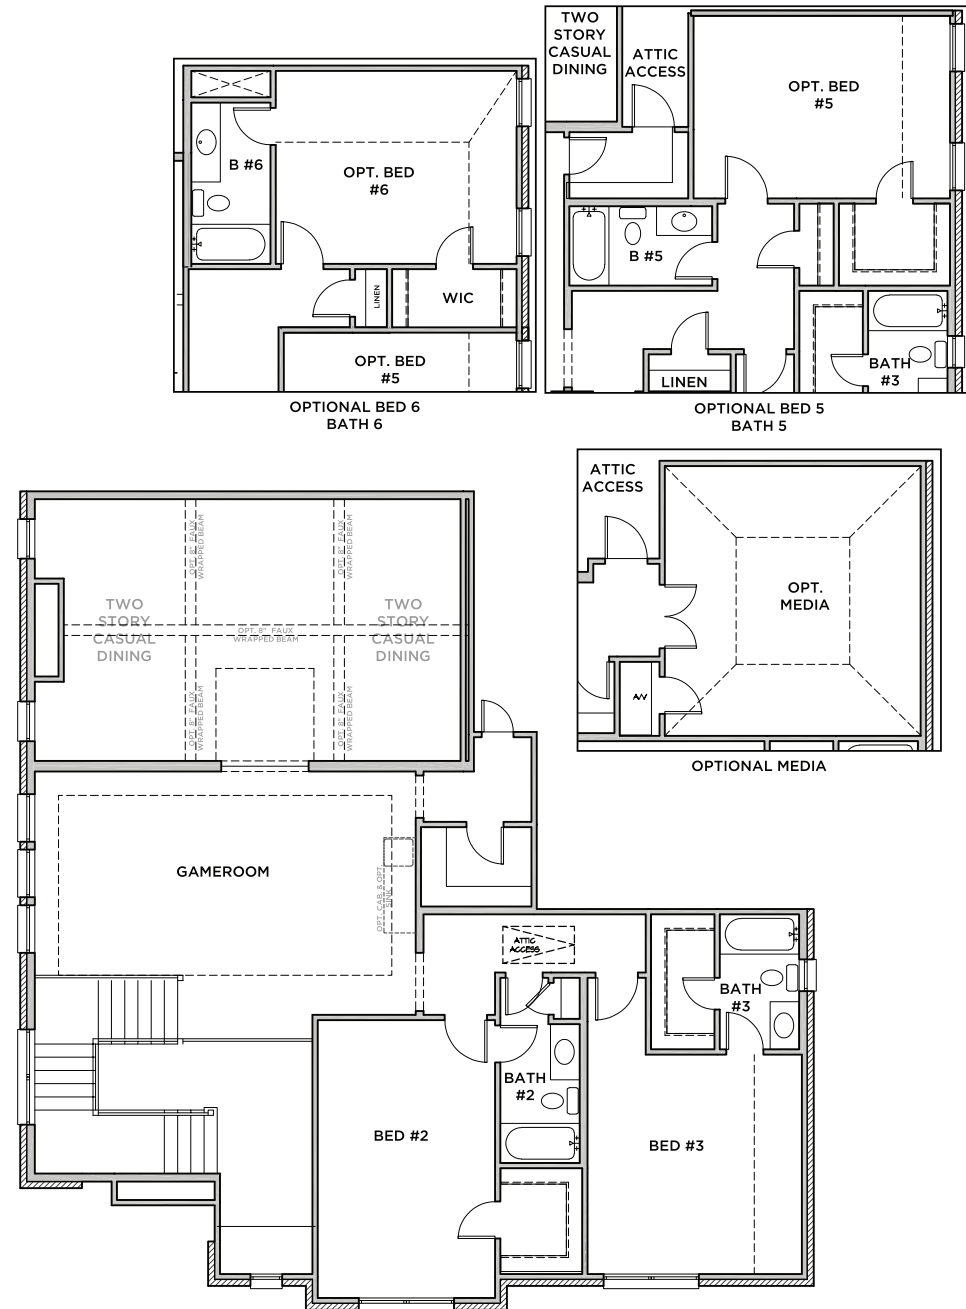 TWO
STORY
CASUAL
DINING
ATTIC
ACCESS
OPT. BED
#5
B #6
OPT. BED
#6
B #5
LINEN
WIC
OPT. BED
#5
LINEN
BATH
#3
OPTIONAL BED 6
BATH 6
OPTIONAL BED 5
BATH 5
ATTIC
ACCESS
OPT.
MEDIA
A/V
OPTIONAL MEDIA
OPT. 8" FAUX
WRAPPED BEAM
OPT. 8" FAUX
WRAPPED BEAM
TWO
STORY
CASUAL
DINING
OPT. 8" FAUX
WRAPPED BEAM
TWO
STORY
CASUAL
DINING
OPT. 8" FAUX
WRAPPED BEAM
OPT. 8" FAUX
WRAPPED BEAM
GAMEROOM
OPT. CAB. & OPT.
SINK
ATTIC
ACCESS
BATH
#3
BATH
#2
BED #2
BED #3